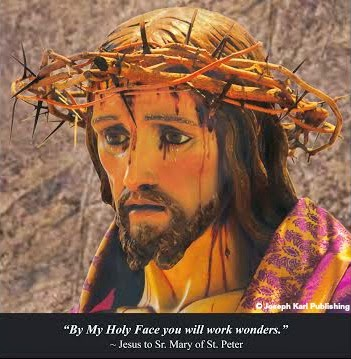 © Joseph Karl Publishing
“By My Holy Face you will work wonders.”
~ Jesus to Sr. Mary of St. Peter